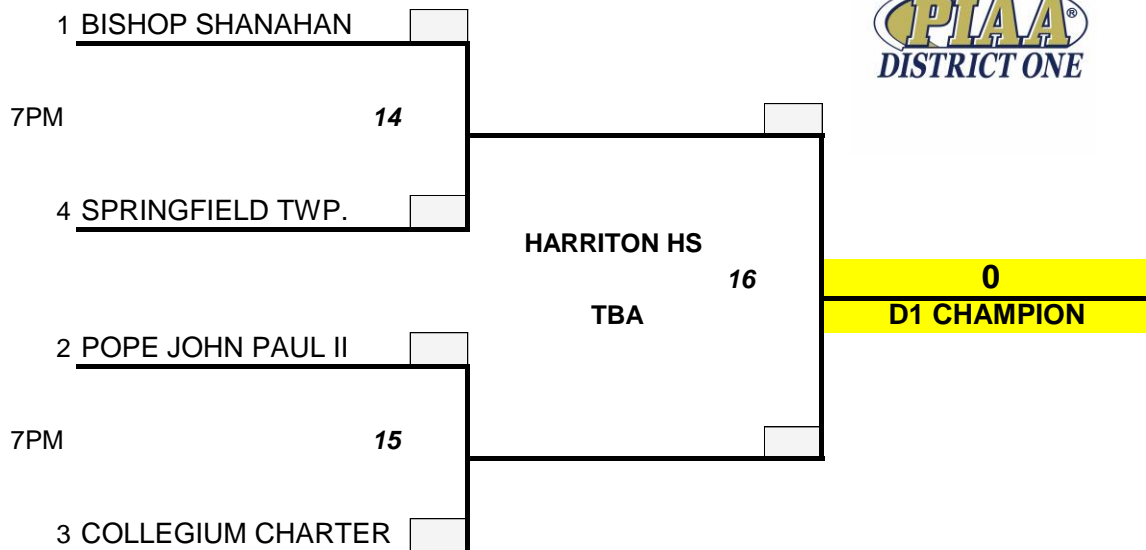 1 BISHOP SHANAHAN
PIAA®
DISTRICT ONE
7PM
14
4 SPRINGFIELD TWP.
HARRITON HS
16
0
TBA
D1 CHAMPION
2 POPE JOHN PAUL II
7PM
15
3 COLLEGIUM CHARTER